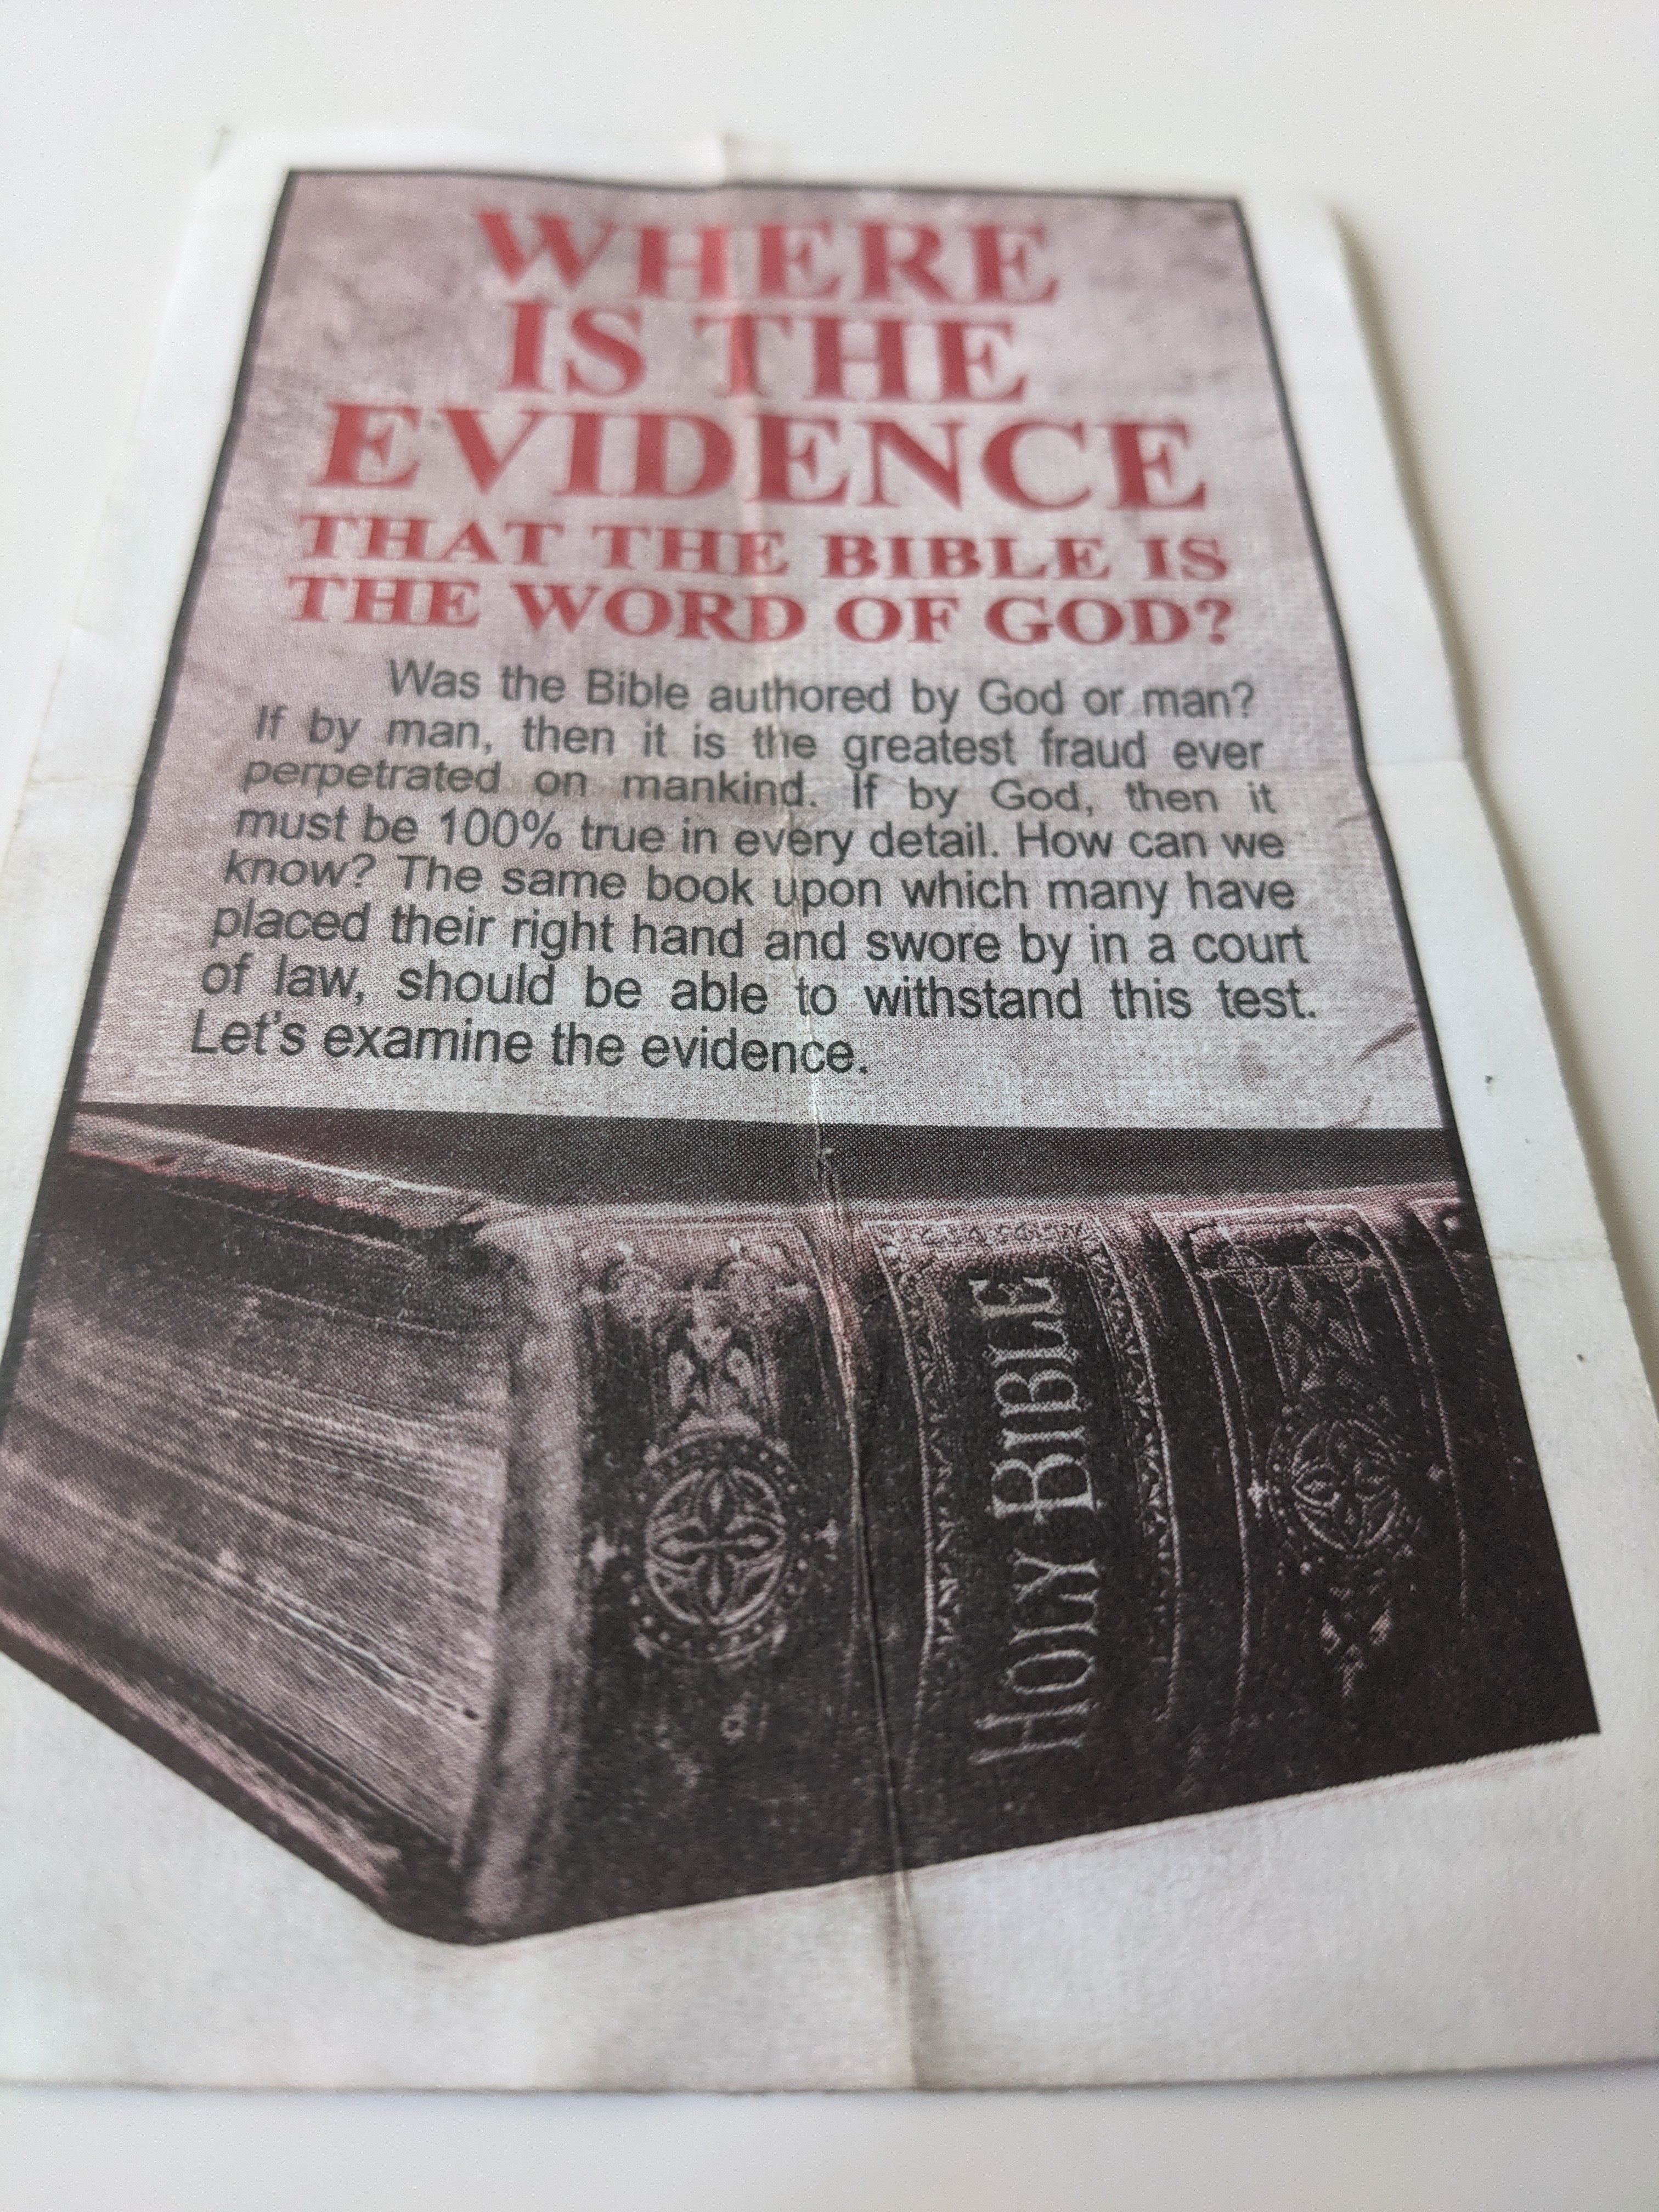 WHERE
IS THE
EVIDENCE
THAT THE BIBLE IS
THE WORD OF GOD?
Was the Bible authored by God or man?
If by man, then it is the greatest fraud ever
perpetrated on mankind. If by God, then it
must be 100% true in every detail. How can we
know? The same book upon which many have
placed their right hand and swore by in a court
of law, should be able to withstand this test.
Let's examine the evidence.
HOLY BIBLE